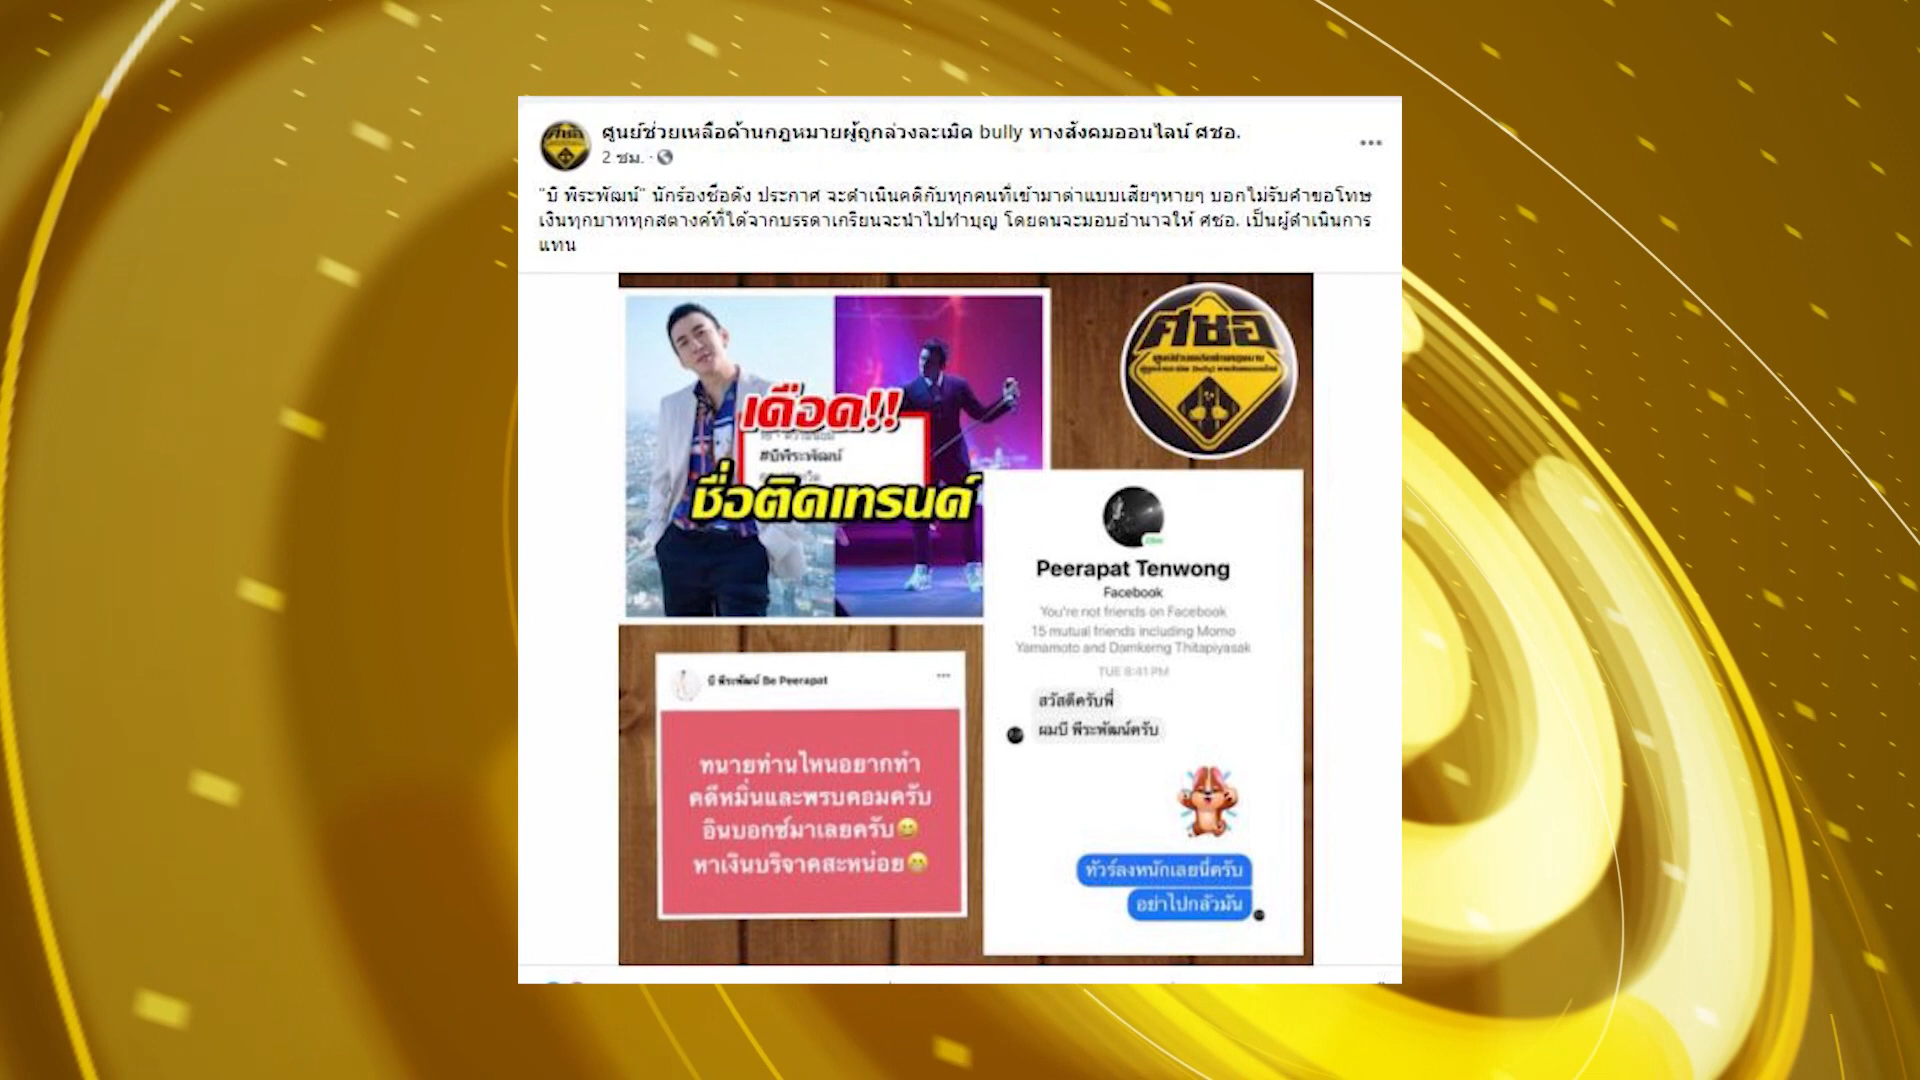 ศูนย์ช่วยเหลือด้านกฎหมายผู้ถูกล่วงละเมิด bully ทางสังคมออนไลน์ ศชอ.
2 ชม.
"บี พีระพัฒน์" นักร้องชื่อดัง ประกาศ จะดำเนินคดีกับทุกคนที่เข้ามาด่าแบบเสียๆหายๆ บอกไม่รับคำขอโทษ
เงินทุกบาททุกสตางค์ที่ได้จากบรรดาเกรียนจะนำไปทำบุญ โดยตนจะมอบอำนาจให้ ศชอ. เป็นผู้ดำเนินการ
แทน
เดือด!!
#บีพีระพัฒน์
ชื่อติดเทรนด์
ศชอ
Peerapat Tenwong
Facebook
You're not friends on Facebook
15 mutual friends including Momo
Yamamoto and Damkerng Thitapiyasak
TUE 8:41 PM
สวัสดีครับพี่
ผมบี พีระพัฒน์ครับ
ทัวร์ลงหนักเลยนี่ครับ
อย่าไปกลัวมัน
บี พีระพัฒน์ Be Peerapat
ทนายท่านไหนอยากทำ
คดีหมิ่นและพรบคอมครับ
อินบอกซ์มาเลยครับ😄
หาเงินบริจาคสะหน่อย😁